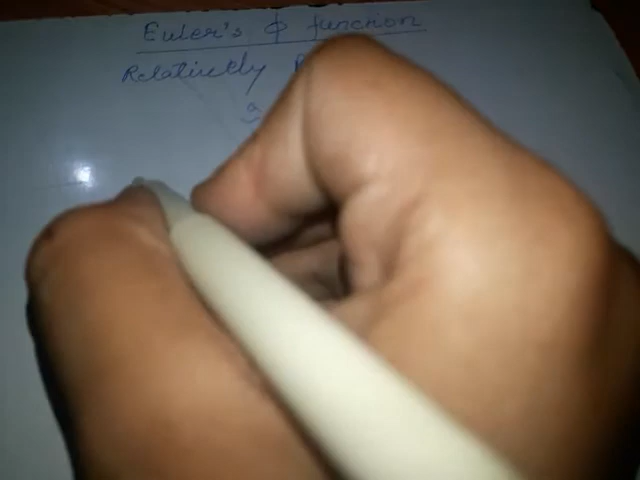 Euler's φ function
Relatively
a